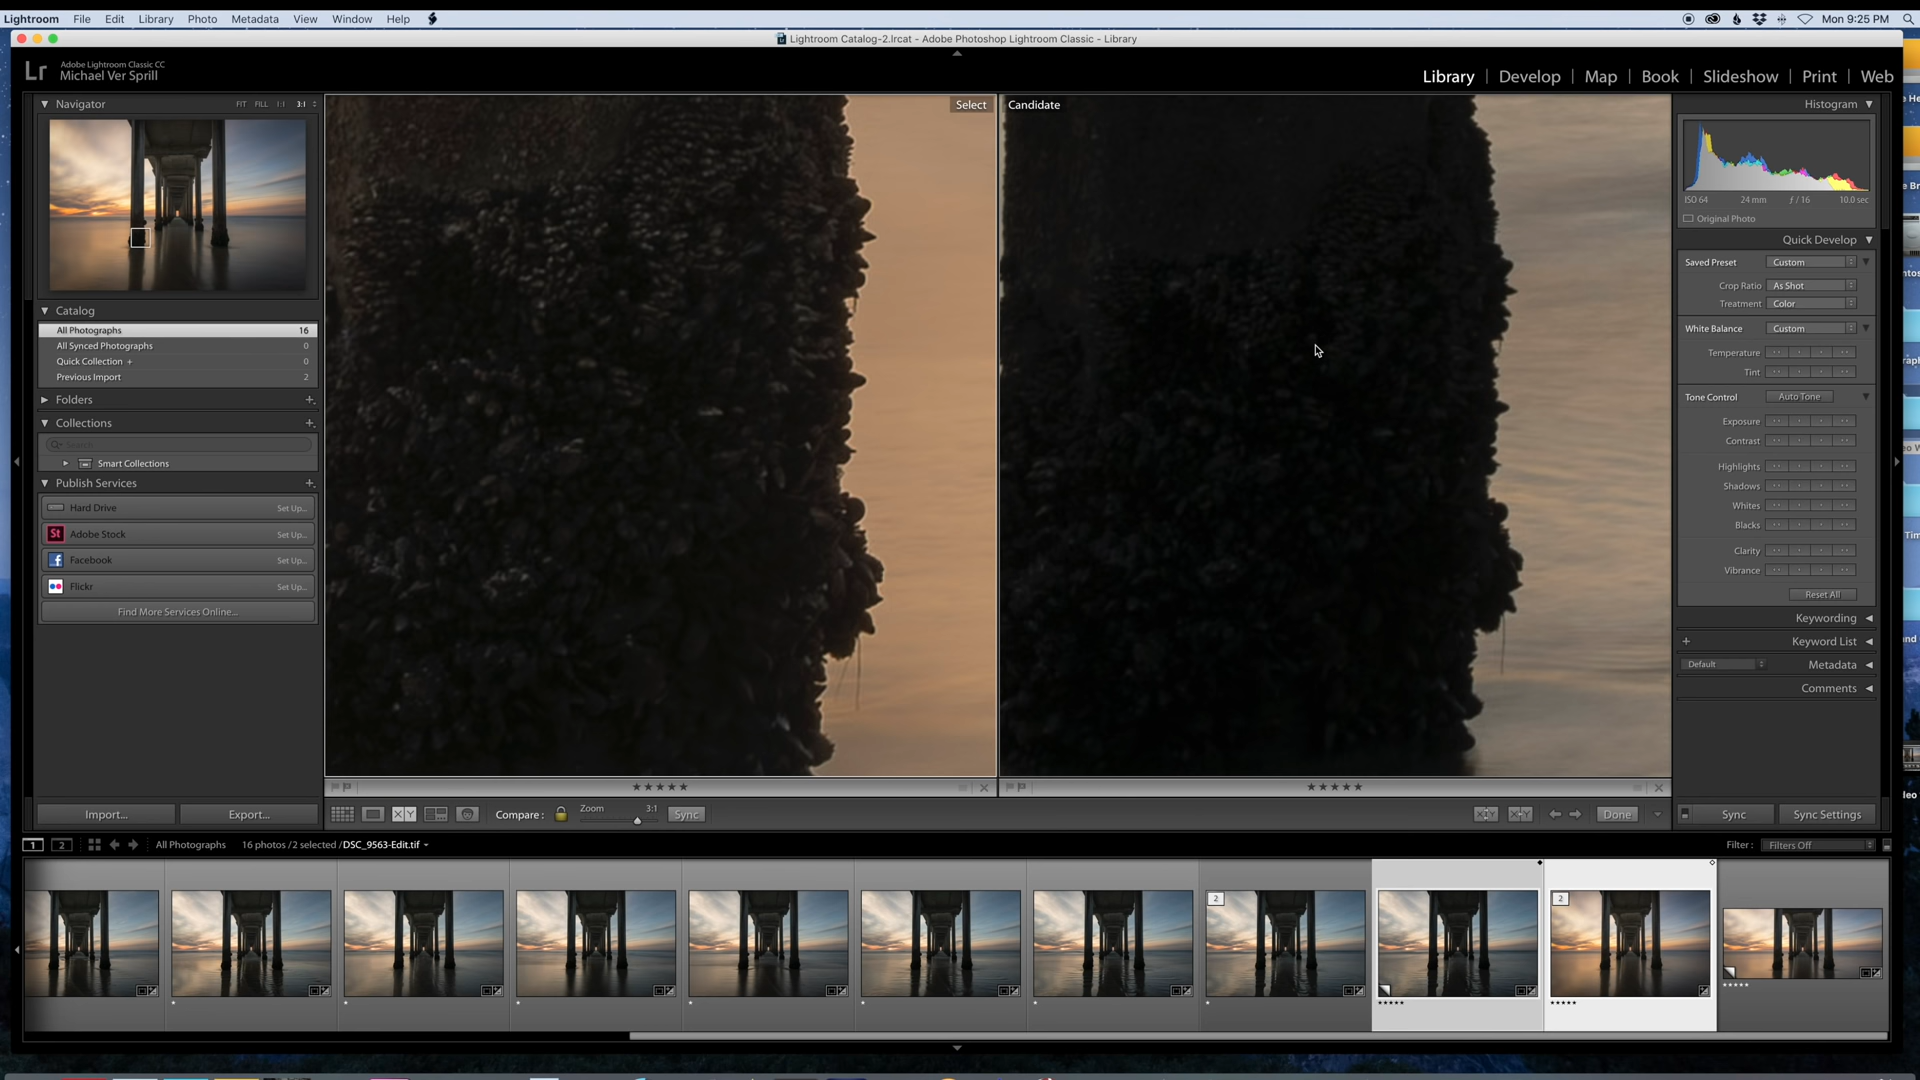 Lightroom File Edit Library Photo Metadata View Window Help Mon 9:25 PM
Lightroom Catalog-2.lrcat - Adobe Photoshop Lightroom Classic - Library
Lr Adobe Lightroom Classic CC
Michael Ver Sprill
Library | Develop | Map | Book | Slideshow | Print | Web
Navigator FIT FILL 1:1 3:1
Select
Candidate
Histogram
ISO 64 24 mm ƒ / 16 10.0 sec
Original Photo
Quick Develop
Saved Preset Custom
Crop Ratio As Shot
Treatment Color
White Balance Custom
Temperature
Tint
Tone Control Auto Tone
Exposure
Contrast
Highlights
Shadows
Whites
Blacks
Clarity
Vibrance
Reset All
Keywording
+ Keyword List
Default Metadata
Comments
Catalog
All Photographs 16
All Synced Photographs 0
Quick Collection + 0
Previous Import 2
Folders +
Collections +
Search
Smart Collections
Publish Services +
Hard Drive Set Up...
St Adobe Stock Set Up...
f Facebook Set Up...
Flickr Set Up...
Find More Services Online...
Import... Export...
X Y Compare : Zoom 3:1 Sync
Done
Sync Sync Settings
1 2 All Photographs 16 photos /2 selected /DSC_9563-Edit.tif
Filter : Filters Off
2
2